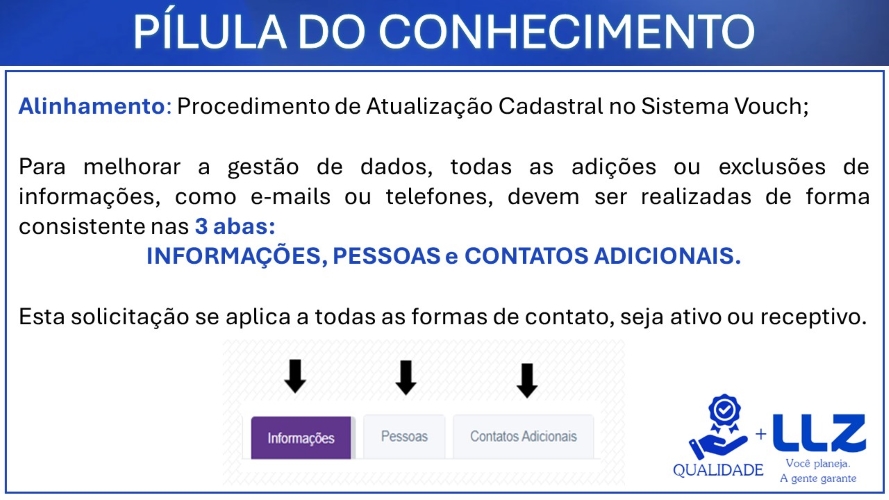 PÍLULA DO CONHECIMENTO
Alinhamento: Procedimento de Atualização Cadastral no Sistema Vouch;
Para melhorar a gestão de dados, todas as adições ou exclusões de
informações, como e-mails ou telefones, devem ser realizadas de forma
consistente nas 3 abas:
INFORMAÇÕES, PESSOAS e CONTATOS ADICIONAIS.
Esta solicitação se aplica a todas as formas de contato, seja ativo ou receptivo.
Informações
Pessoas
Contatos Adicionais
QUALIDADE
+
LLZ
Você planeja.
A gente garante